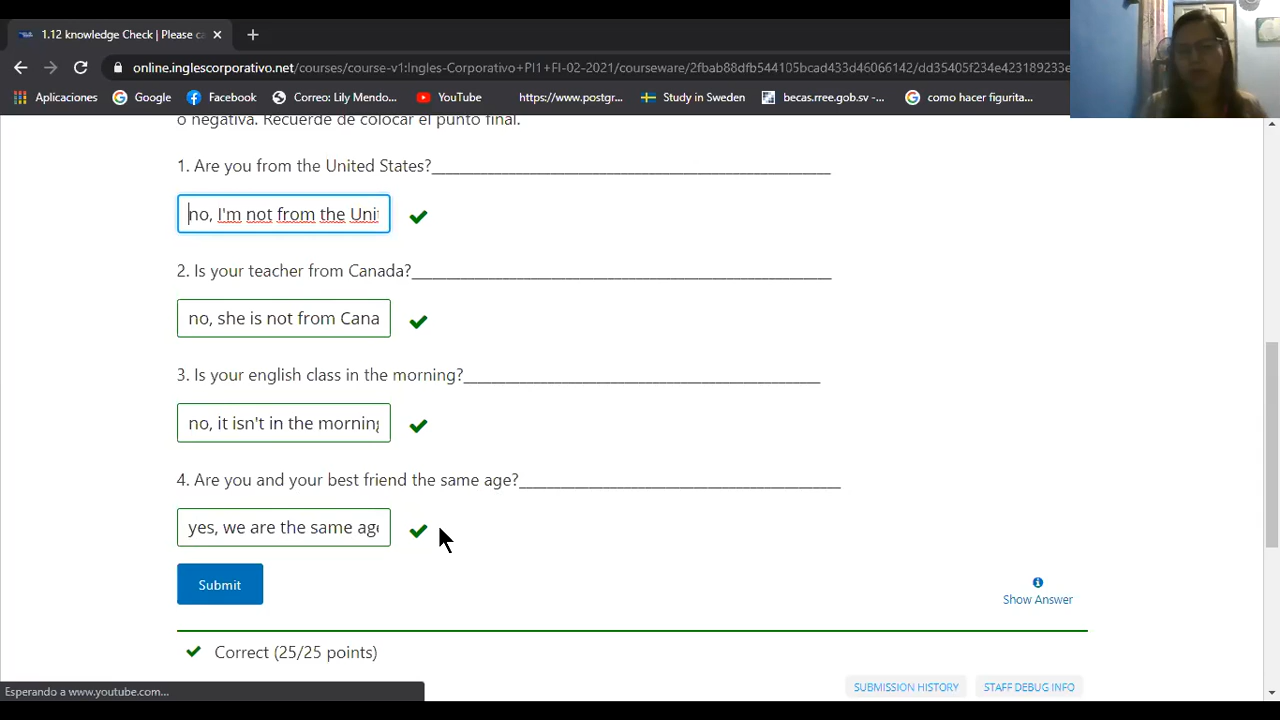 1.12 knowledge Check | Please ca
online.inglescorporativo.net/courses/course-v1:Ingles-Corporativo+PI1+FI-02-2021/courseware/2fbab88dfb544105bcad433d46066142/dd35405f234e423189233e
Aplicaciones Google Facebook Correo: Lily Mendo... YouTube https://www.postgr... Study in Sweden becas.rree.gob.sv -... como hacer figurita...
o negativa. Recuerde de colocar el punto final.
1. Are you from the United States?
no, I'm not from the Unit
2. Is your teacher from Canada?
no, she is not from Cana
3. Is your english class in the morning?
no, it isn't in the morning
4. Are you and your best friend the same age?
yes, we are the same age
Submit
Show Answer
Correct (25/25 points)
SUBMISSION HISTORY STAFF DEBUG INFO
Esperando a www.youtube.com...